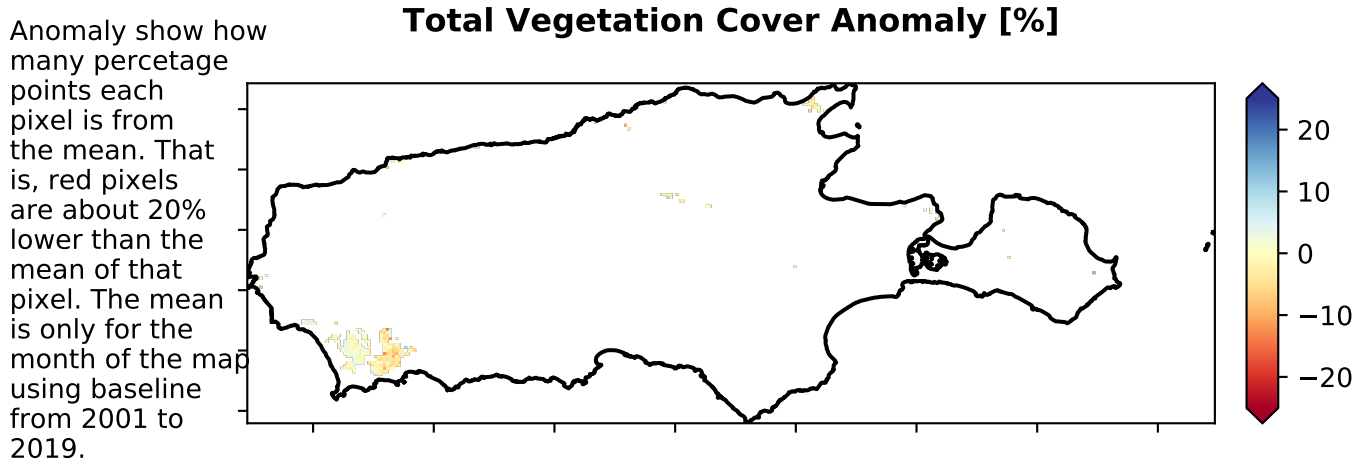 Total Vegetation Cover Anomaly [%]
Anomaly show how
many percetage
points each
pixel is from
the mean. That
is, red pixels
are about 20%
lower than the
mean of that
pixel. The mean
is only for the
month of the map
using baseline
from 2001 to
2019.
20
10
0
−10
−20